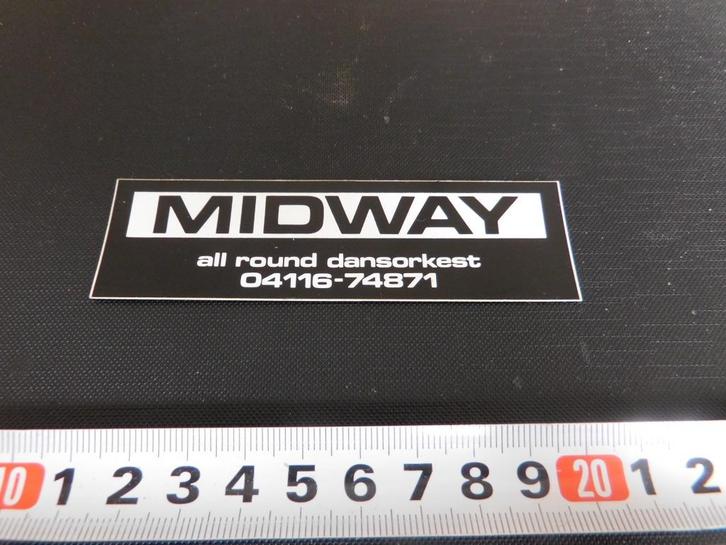 MIDWAY
all round dansorkest
04116-74871
10 1 2 3 4 5 6 7 8 9 20 1 2